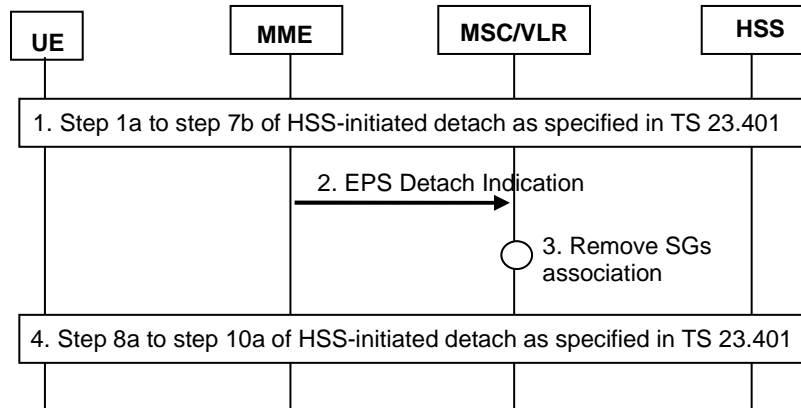 UE
MME
MSC/VLR
HSS
1. Step 1a to step 7b of HSS-initiated detach as specified in TS 23.401
2. EPS Detach Indication
3. Remove SGs
association
4. Step 8a to step 10a of HSS-initiated detach as specified in TS 23.401